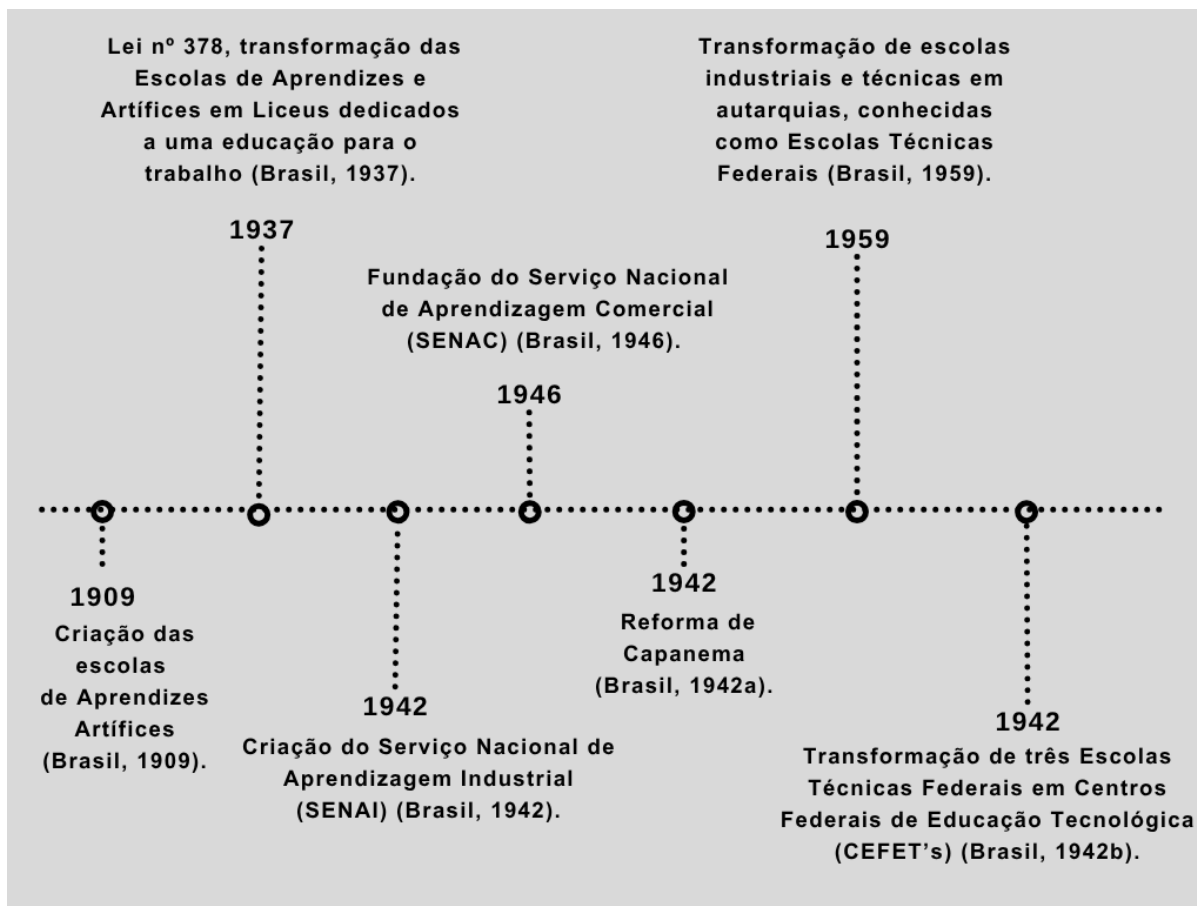 Lei nº 378, transformação das
Escolas de Aprendizes e
Artífices em Liceus dedicados
a uma educação para o
trabalho (Brasil, 1937).
1937
Transformação de escolas
industriais e técnicas em
autarquias, conhecidas
como Escolas Técnicas
Federais (Brasil, 1959).
1959
Fundação do Serviço Nacional
de Aprendizagem Comercial
(SENAC) (Brasil, 1946).
1946
1909
Criação das
escolas
de Aprendizes
Artífices
(Brasil, 1909).
1942
Criação do Serviço Nacional de
Aprendizagem Industrial
(SENAI) (Brasil, 1942).
1942
Reforma de
Capanema
(Brasil, 1942a).
1942
Transformação de três Escolas
Técnicas Federais em Centros
Federais de Educação Tecnológica
(CEFET’s) (Brasil, 1942b).